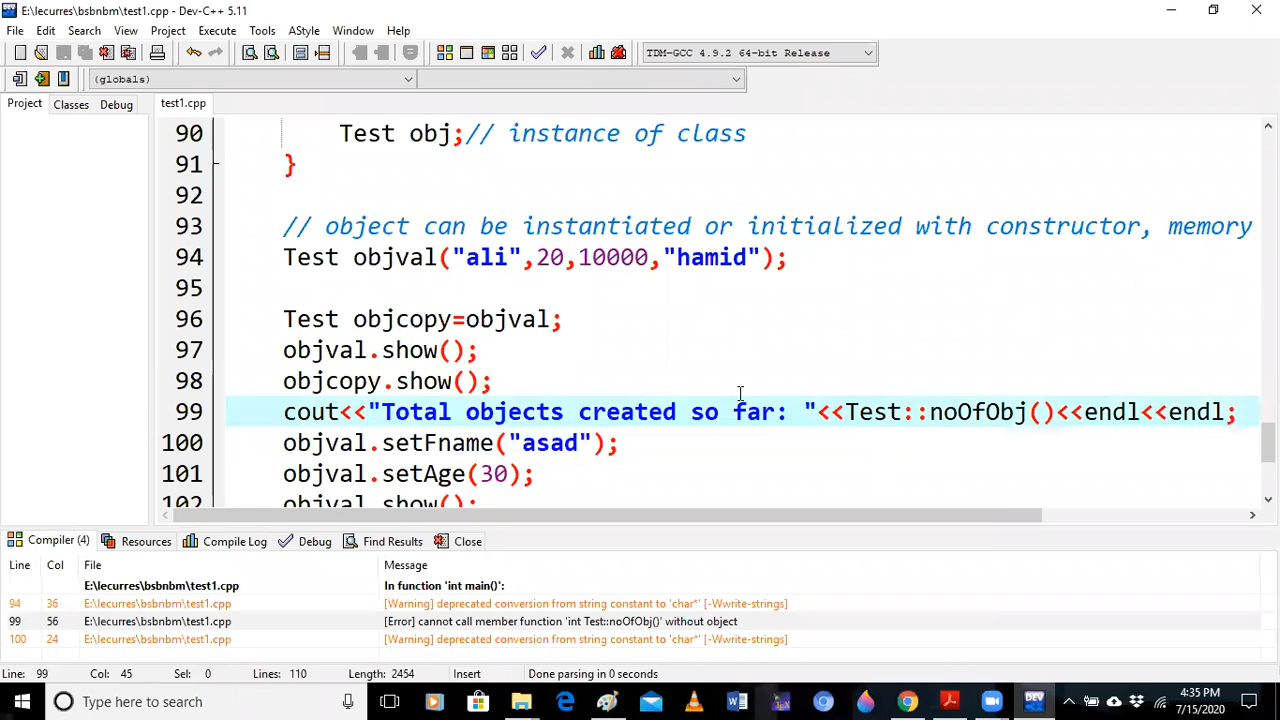 E:\lecurres\bsbnbm\test1.cpp - Dev-C++ 5.11
File Edit Search View Project Execute Tools AStyle Window Help
TDM-GCC 4.9.2 64-bit Release
(globals)
Project Classes Debug test1.cpp
90 Test obj;// instance of class
91 }
92
93 // object can be instantiated or initialized with constructor, memory
94 Test objval("ali",20,10000,"hamid");
95
96 Test objcopy=objval;
97 objval.show();
98 objcopy.show();
99 cout<<"Total objects created so far: "<<Test::noOfObj()<<endl<<endl;
100 objval.setFname("asad");
101 objval.setAge(30);
102 objval.show();
Compiler (4) Resources Compile Log Debug Find Results Close
Line Col File Message
E:\lecurres\bsbnbm\test1.cpp In function 'int main()':
94 36 E:\lecurres\bsbnbm\test1.cpp [Warning] deprecated conversion from string constant to 'char*' [-Wwrite-strings]
99 56 E:\lecurres\bsbnbm\test1.cpp [Error] cannot call member function 'int Test::noOfObj()' without object
100 24 E:\lecurres\bsbnbm\test1.cpp [Warning] deprecated conversion from string constant to 'char*' [-Wwrite-strings]
Line: 99 Col: 45 Sel: 0 Lines: 110 Length: 2454 Insert Done parsing in 0 seconds
Type here to search
DEV
4:35 PM
7/15/2020